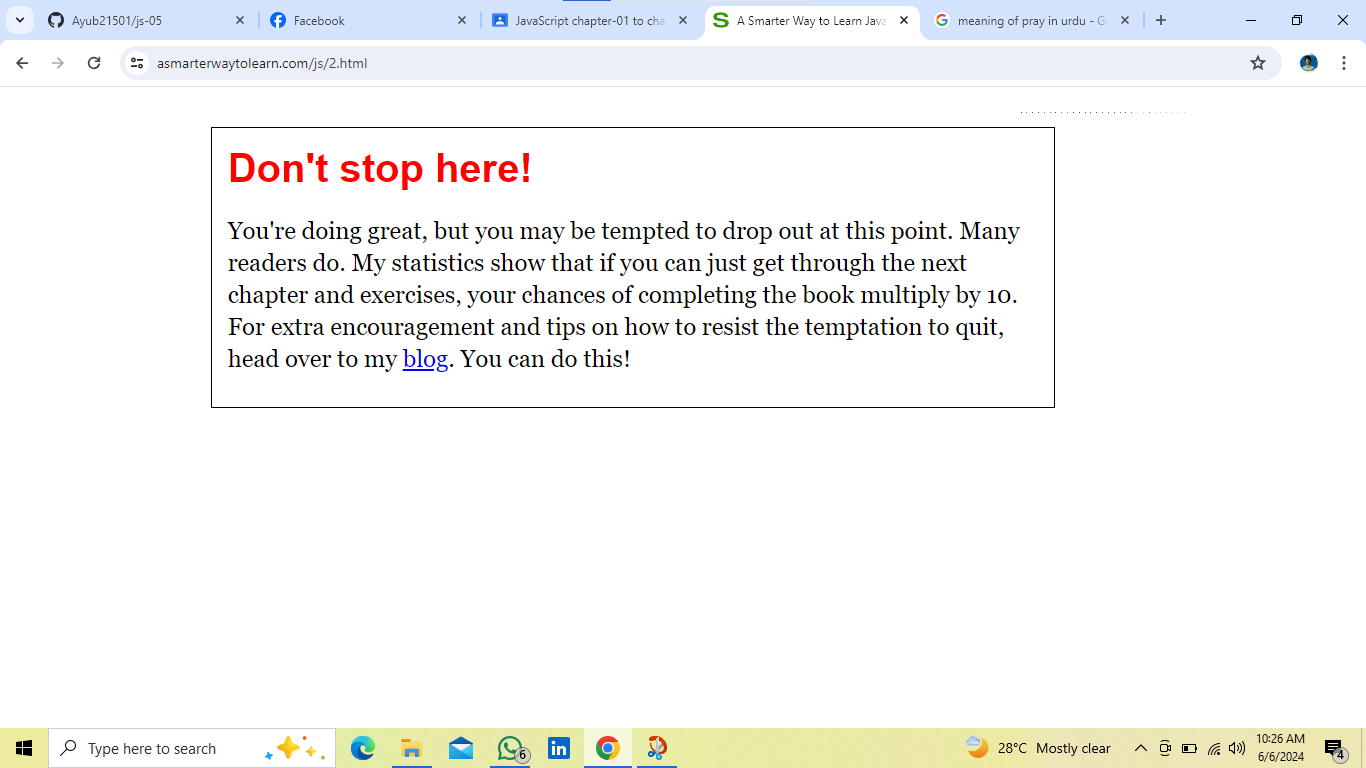 Ayub21501/js-05
Facebook
JavaScript chapter-01 to cha
A Smarter Way to Learn Java
meaning of pray in urdu - G
asmarterwaytolearn.com/js/2.html
Don't stop here!
You're doing great, but you may be tempted to drop out at this point. Many
readers do. My statistics show that if you can just get through the next
chapter and exercises, your chances of completing the book multiply by 10.
For extra encouragement and tips on how to resist the temptation to quit,
head over to my blog. You can do this!
Type here to search
6
28°C Mostly clear
10:26 AM
6/6/2024
4